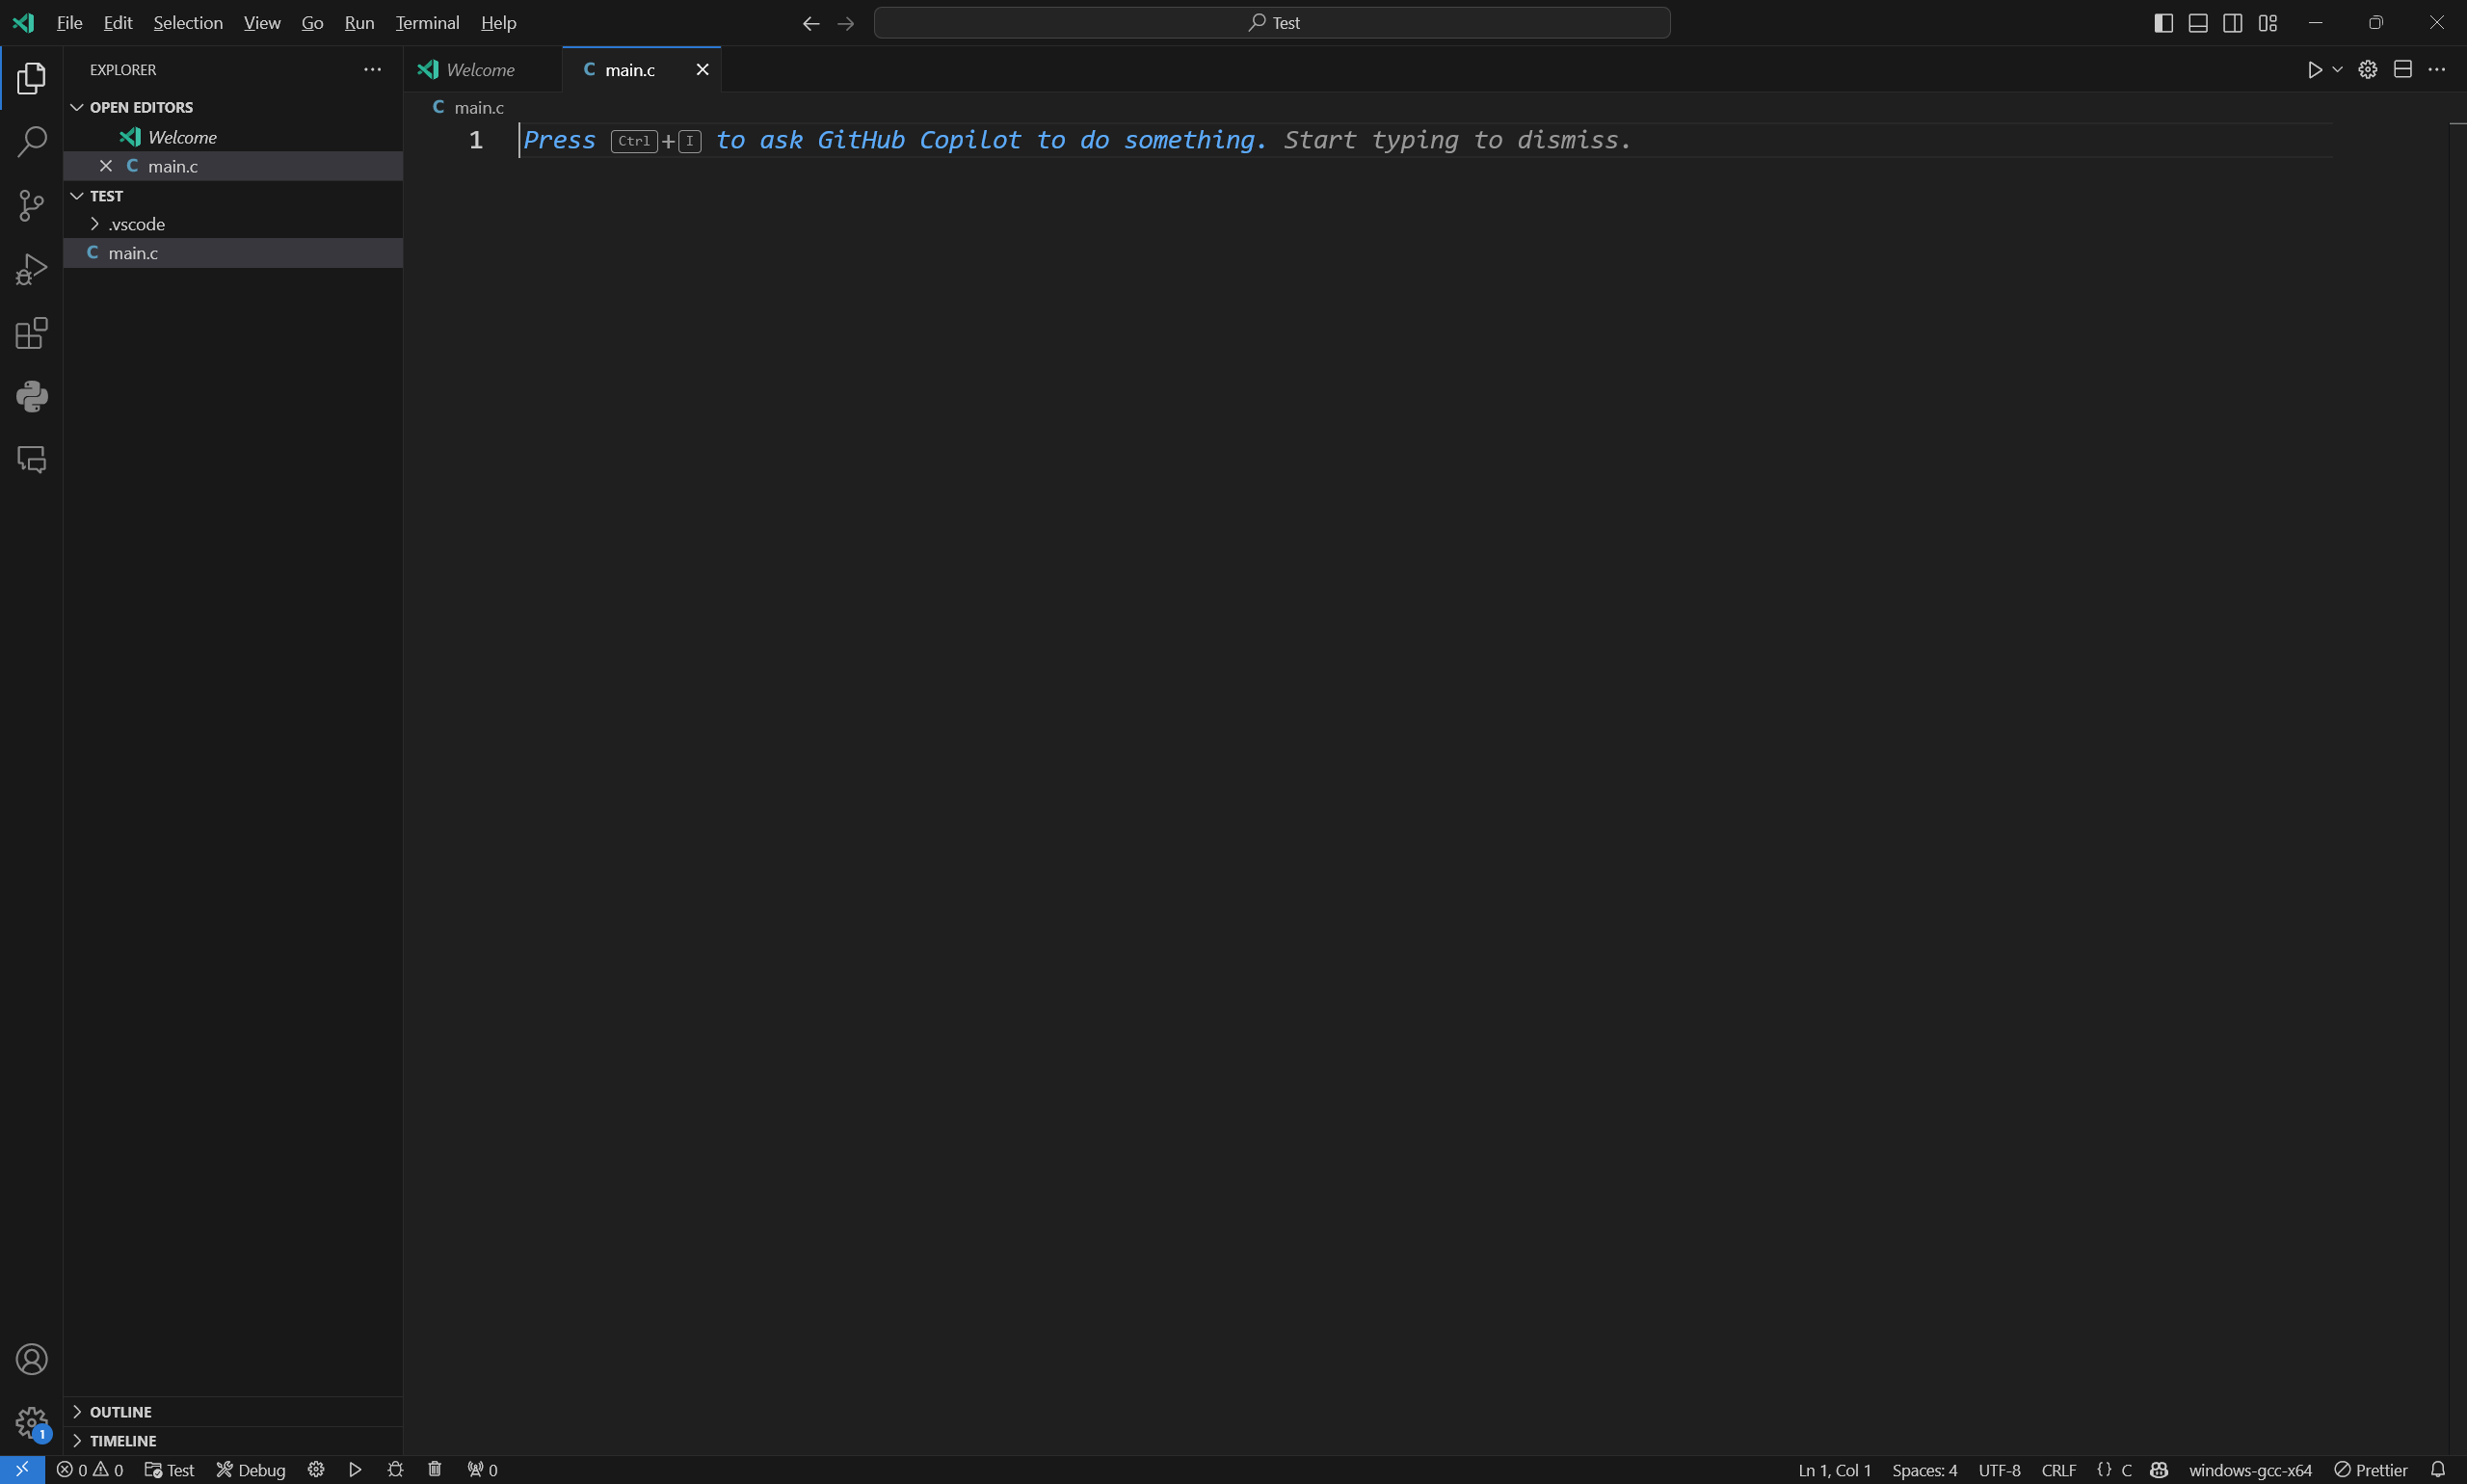 File Edit Selection View Go Run Terminal Help
Test
EXPLORER
OPEN EDITORS
Welcome
C main.c
TEST
.vscode
C main.c
OUTLINE
TIMELINE
Welcome
C main.c
C main.c
1 Press Ctrl+I to ask GitHub Copilot to do something. Start typing to dismiss.
1
0 0 Test Debug 0
Ln 1, Col 1 Spaces: 4 UTF-8 CRLF {} C windows-gcc-x64 Prettier